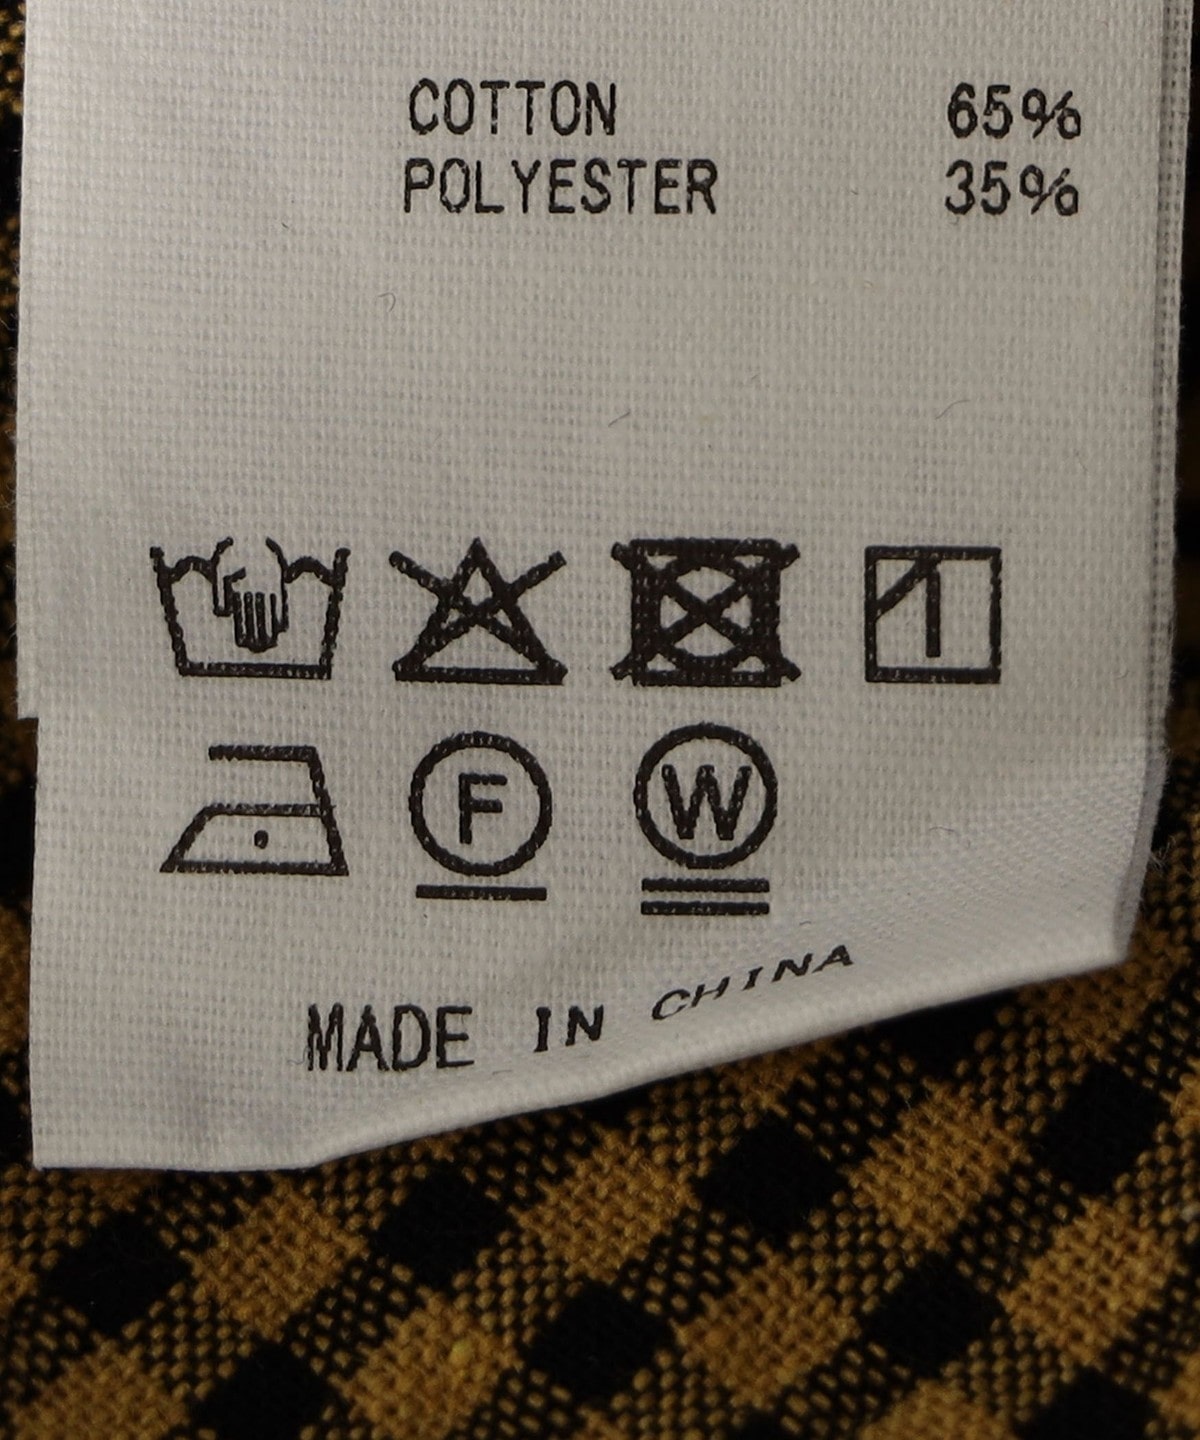 COTTON 65%
POLYESTER 35%
F W
MADE IN CHINA